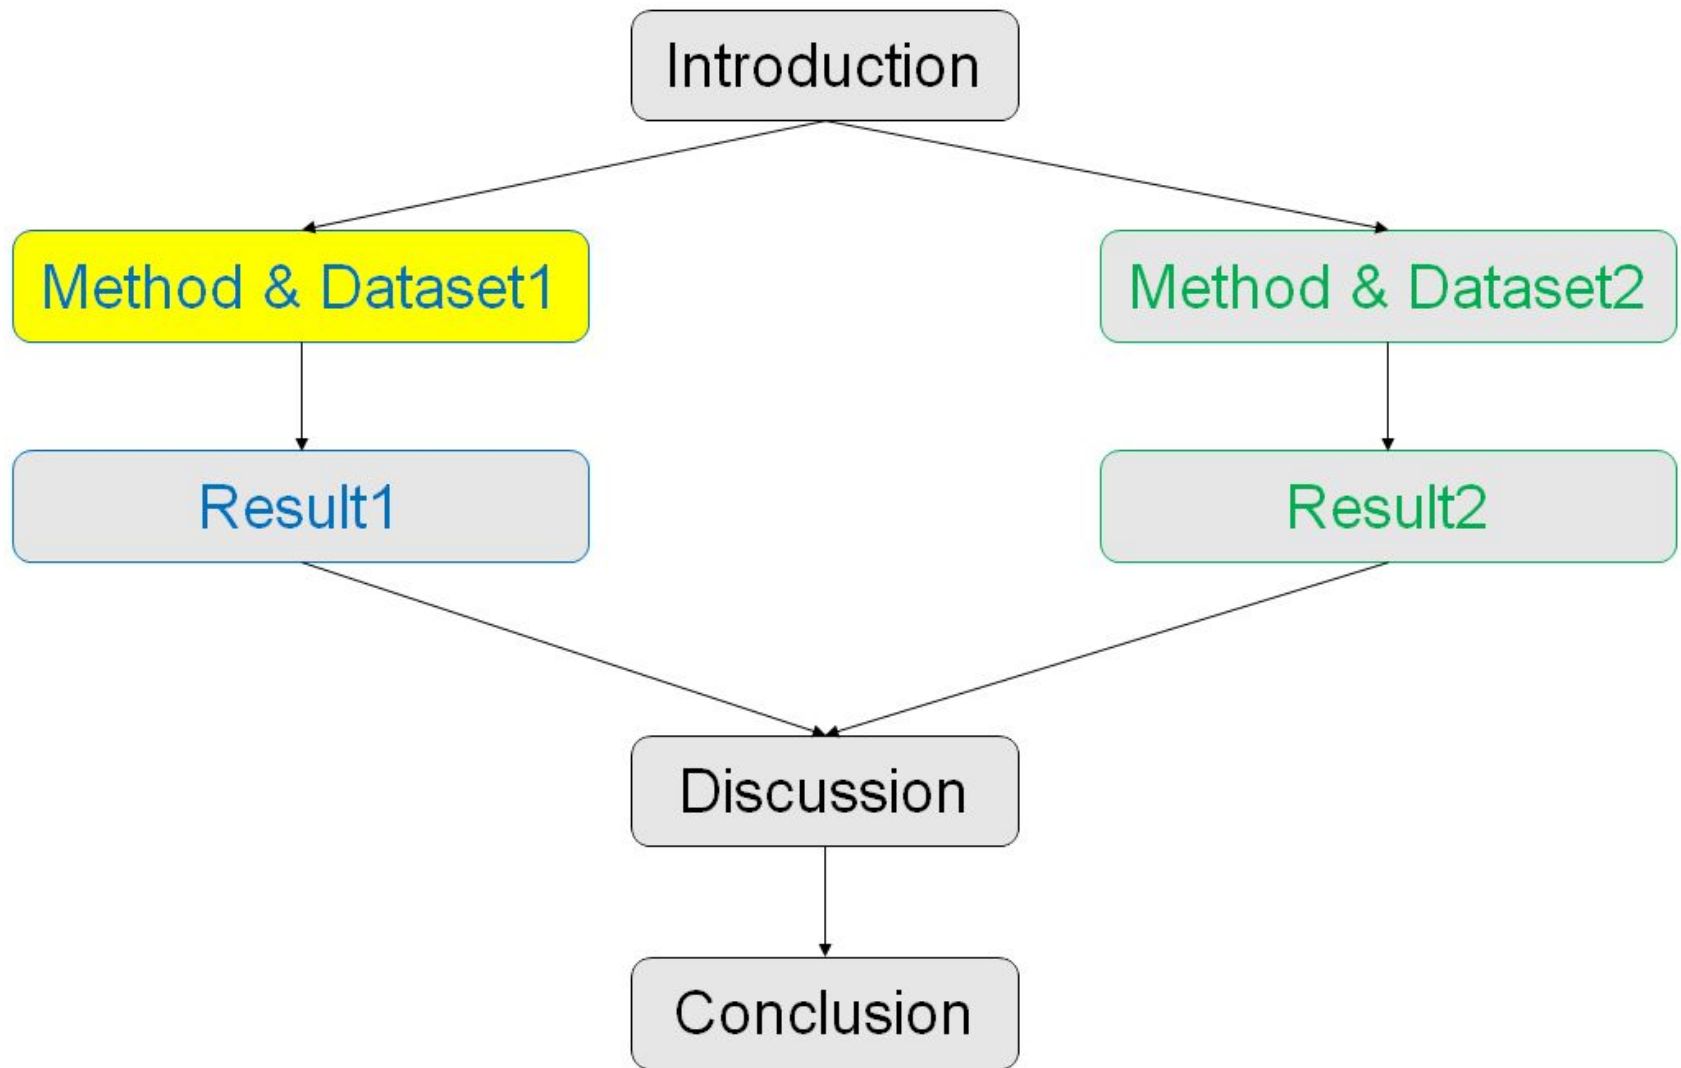 Introduction
Method & Dataset1
Method & Dataset2
Result1
Result2
Discussion
Conclusion